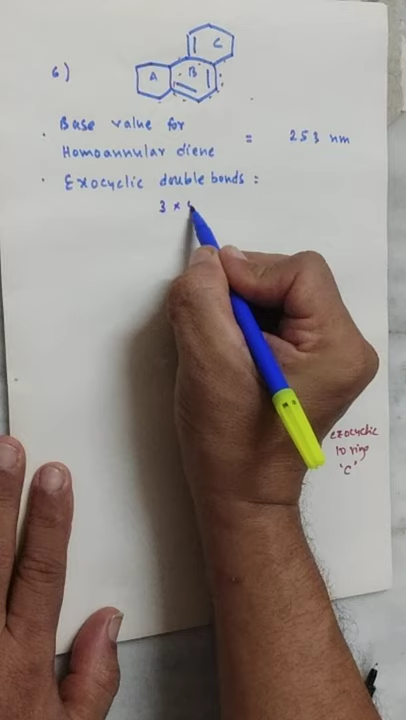 6)
A B C
Base value for
Homoannular diene = 253 nm
Exocyclic double bonds :
3 ×
exocyclic
to ring
'C'